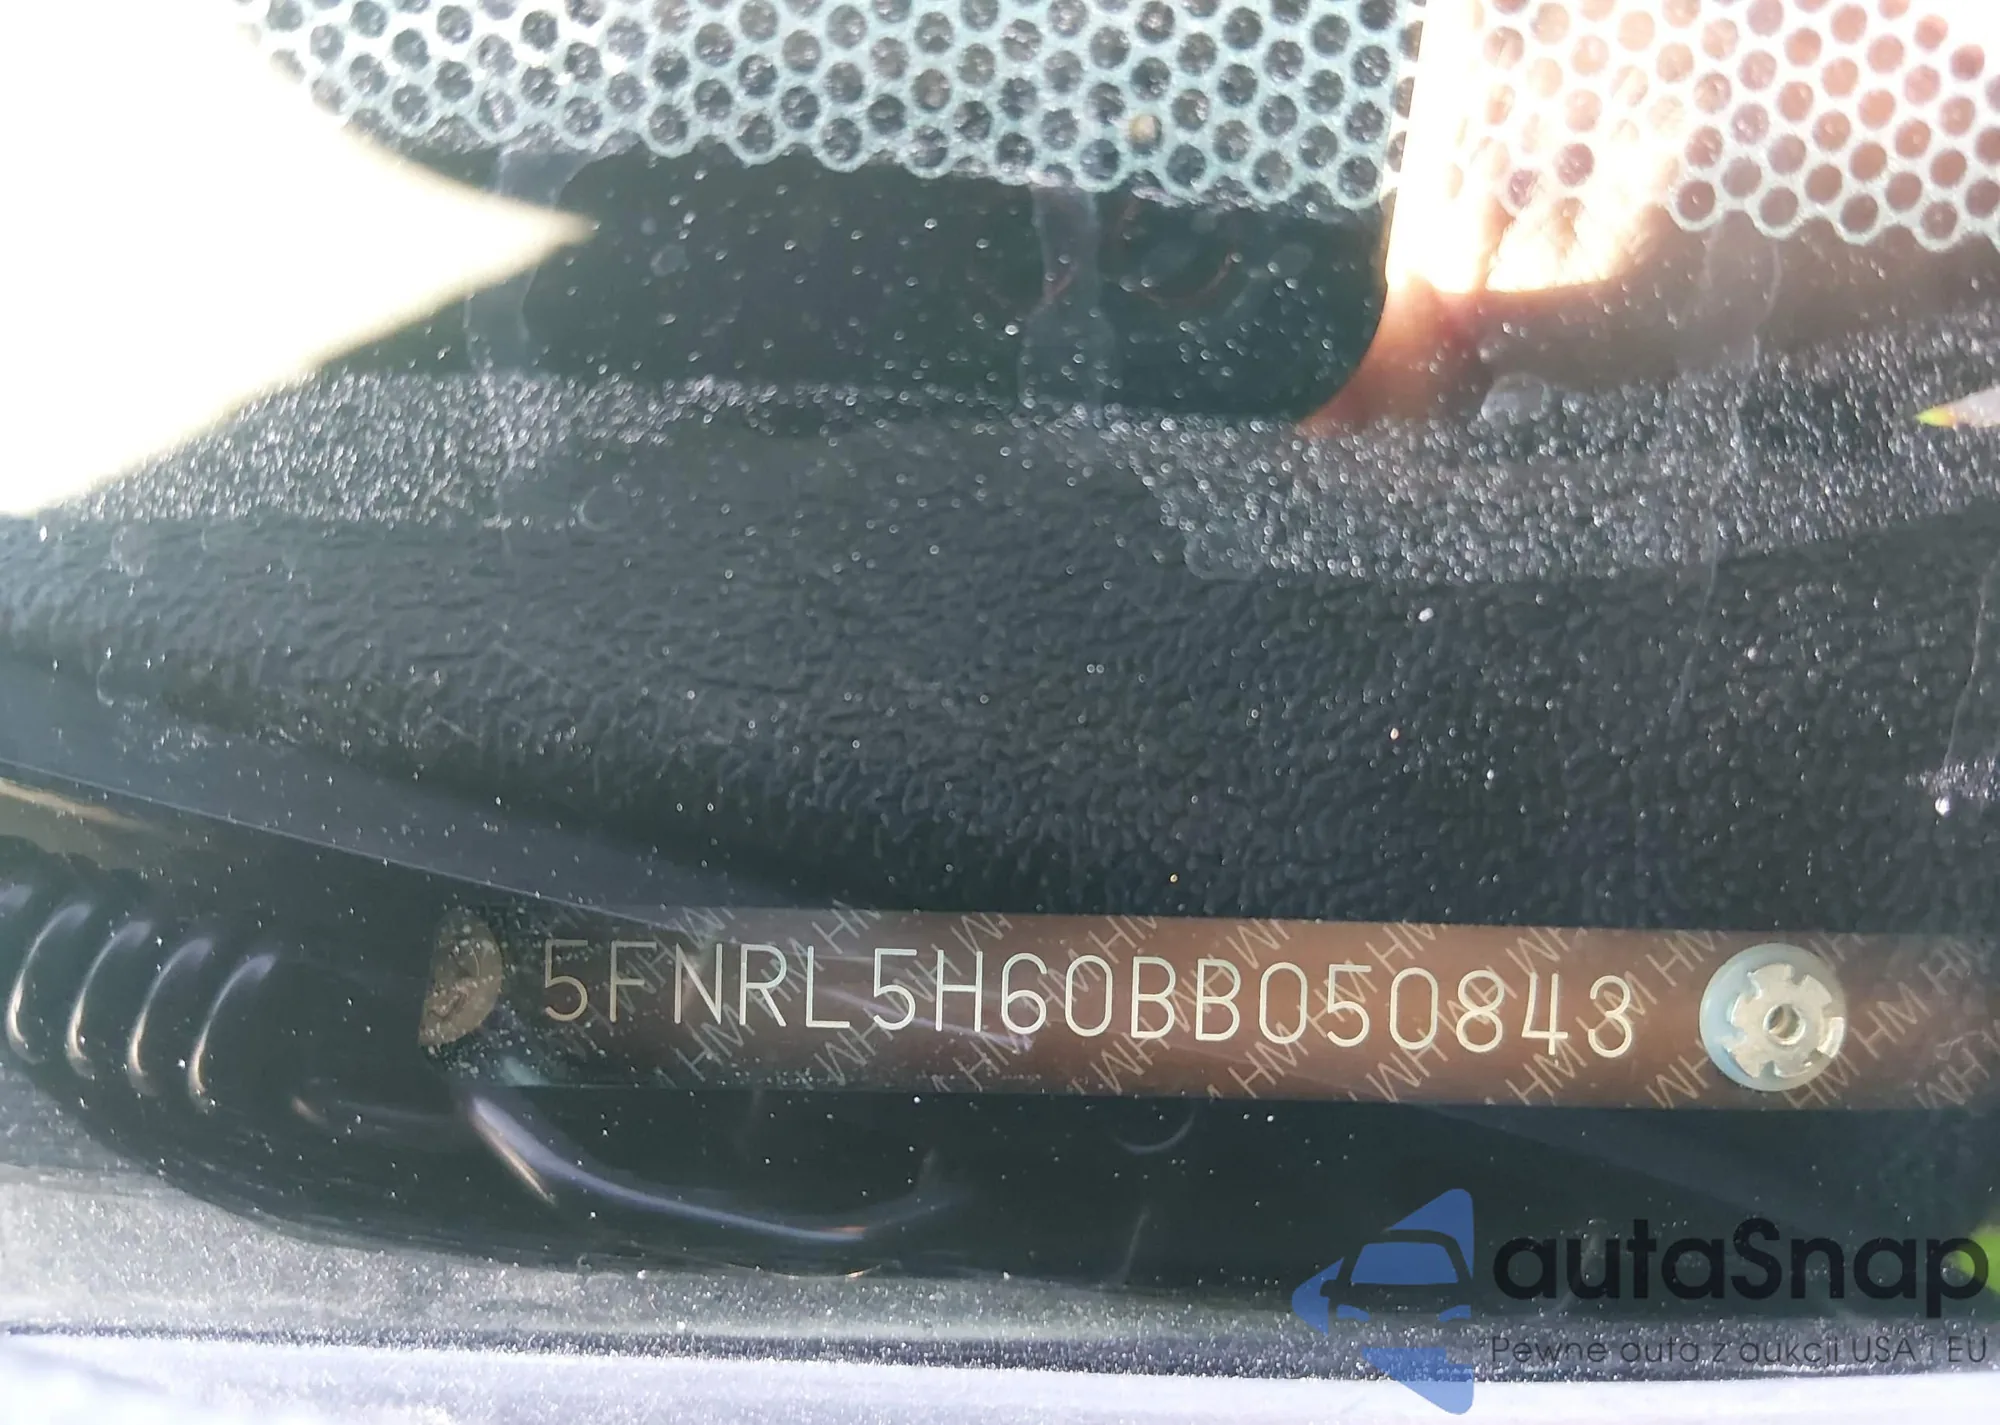 5FNRL5H60BB050843
autaSnap
Pewne auta z aukcji USA i EU